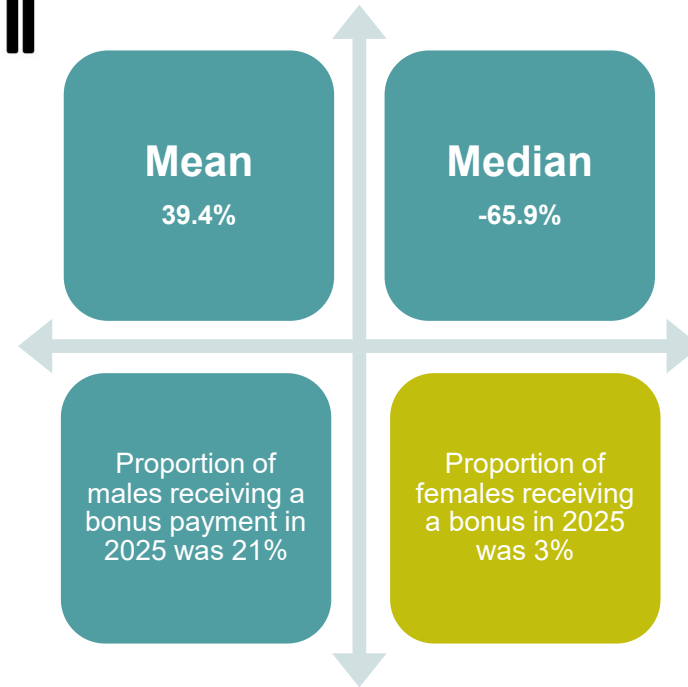 Mean
39.4%
Median
-65.9%
Proportion of
males receiving a
bonus payment in
2025 was 21%
Proportion of
females receiving
a bonus in 2025
was 3%